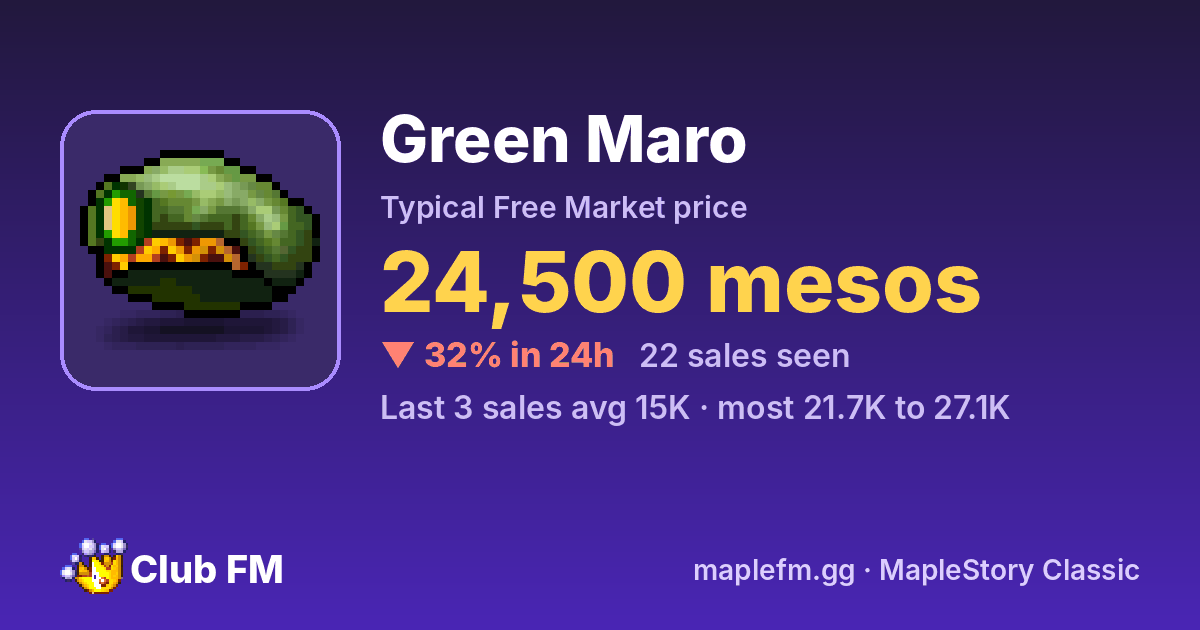 Green Maro
Typical Free Market price
24,500 mesos
▼ 32% in 24h 22 sales seen
Last 3 sales avg 15K · most 21.7K to 27.1K
Club FM
maplefm.gg · MapleStory Classic